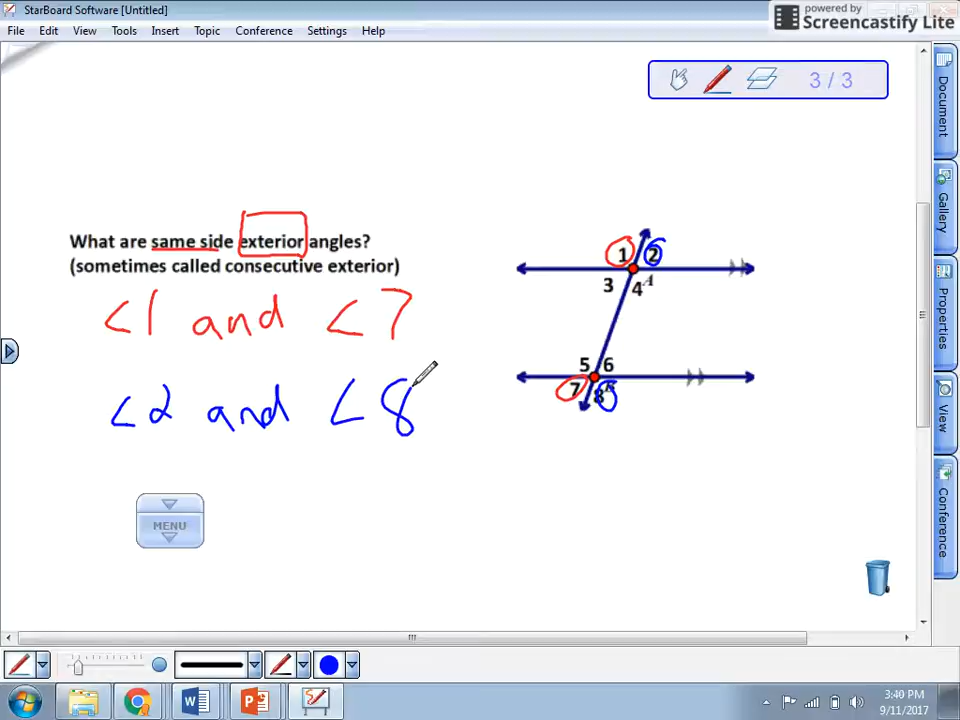 StarBoard Software [Untitled]
powered by
Screencastify Lite
File Edit View Tools Insert Topic Conference Settings Help
3 / 3
Document
Gallery
Properties
View
Conference
What are same side exterior angles?
(sometimes called consecutive exterior)
<1 and <7
<2 and <8
1 2
3 4 A
5 6
7 8
MENU
3:40 PM
9/11/2017